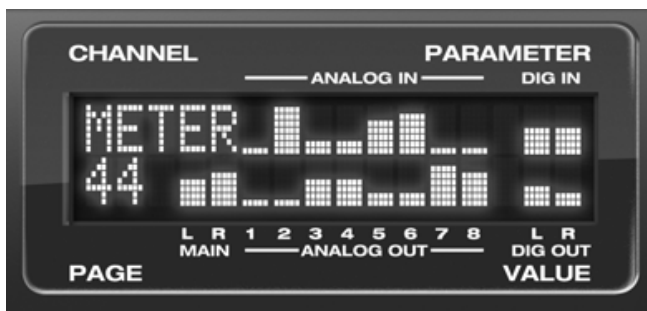 CHANNEL PARAMETER
ANALOG IN DIG IN
METER
44
L R 1 2 3 4 5 6 7 8 L R
MAIN ANALOG OUT DIG OUT
PAGE VALUE